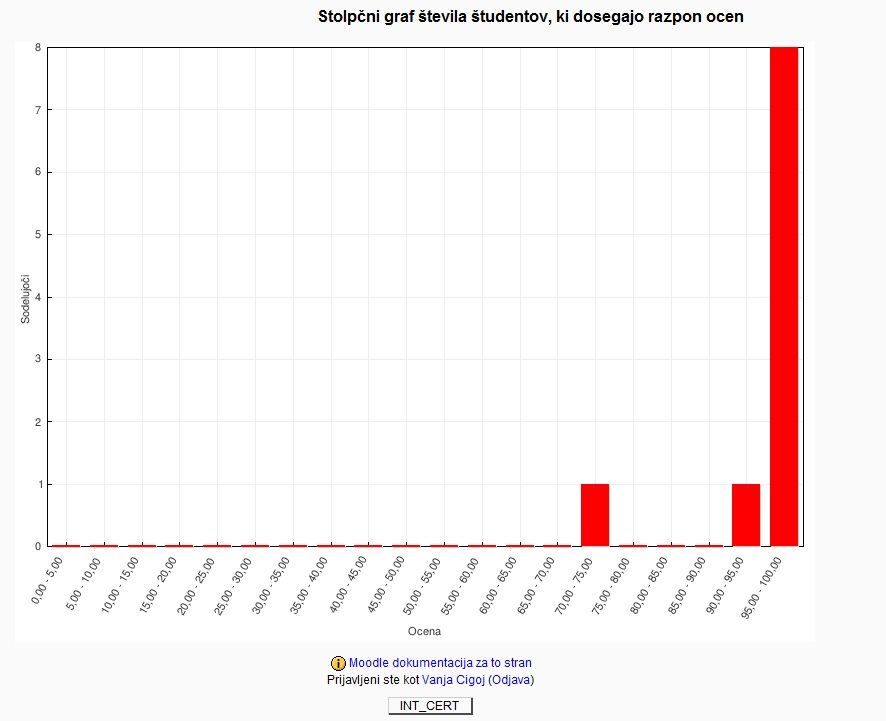 Stolpčni graf števila študentov, ki dosegajo razpon ocen
8
7
6
5
4
3
2
1
0
Sodelujoči
0,00 - 5,00
5,00 - 10,00
10,00 - 15,00
15,00 - 20,00
20,00 - 25,00
25,00 - 30,00
30,00 - 35,00
35,00 - 40,00
40,00 - 45,00
45,00 - 50,00
50,00 - 55,00
55,00 - 60,00
60,00 - 65,00
65,00 - 70,00
70,00 - 75,00
75,00 - 80,00
80,00 - 85,00
85,00 - 90,00
90,00 - 95,00
95,00 - 100,00
Ocena
Moodle dokumentacija za to stran
Prijavljeni ste kot Vanja Cigoj (Odjava)
INT_CERT